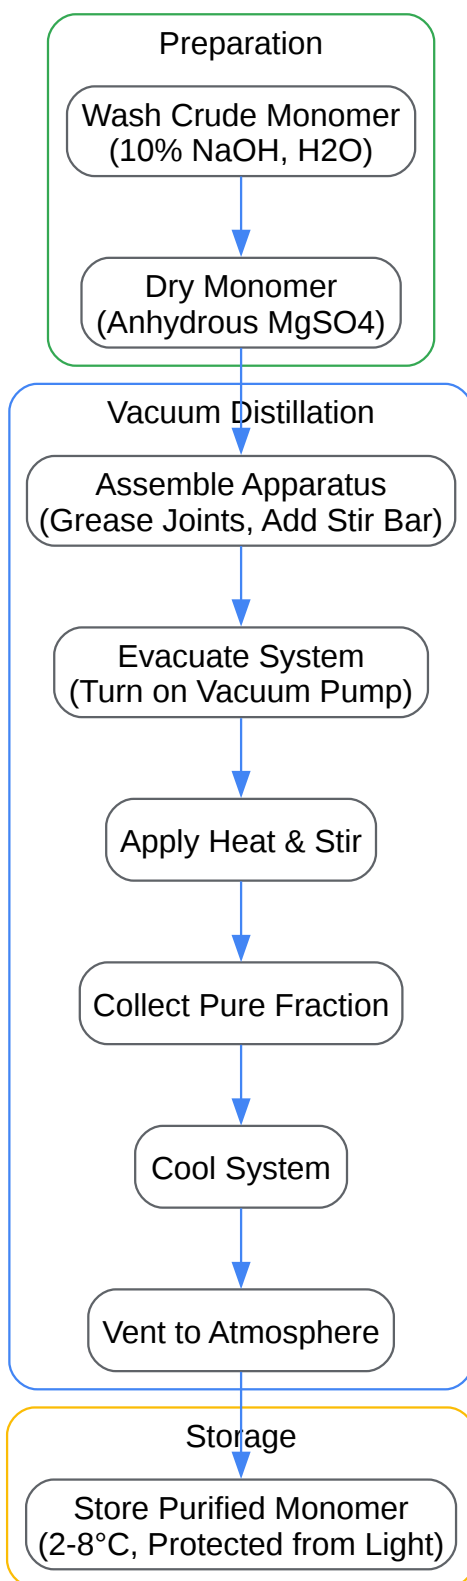 Preparation
Wash Crude Monomer
(10% NaOH, H2O)
Dry Monomer
(Anhydrous MgSO4)
Vacuum Distillation
Assemble Apparatus
(Grease Joints, Add Stir Bar)
Evacuate System
(Turn on Vacuum Pump)
Apply Heat & Stir
Collect Pure Fraction
Cool System
Vent to Atmosphere
Storage
Store Purified Monomer
(2-8°C, Protected from Light)